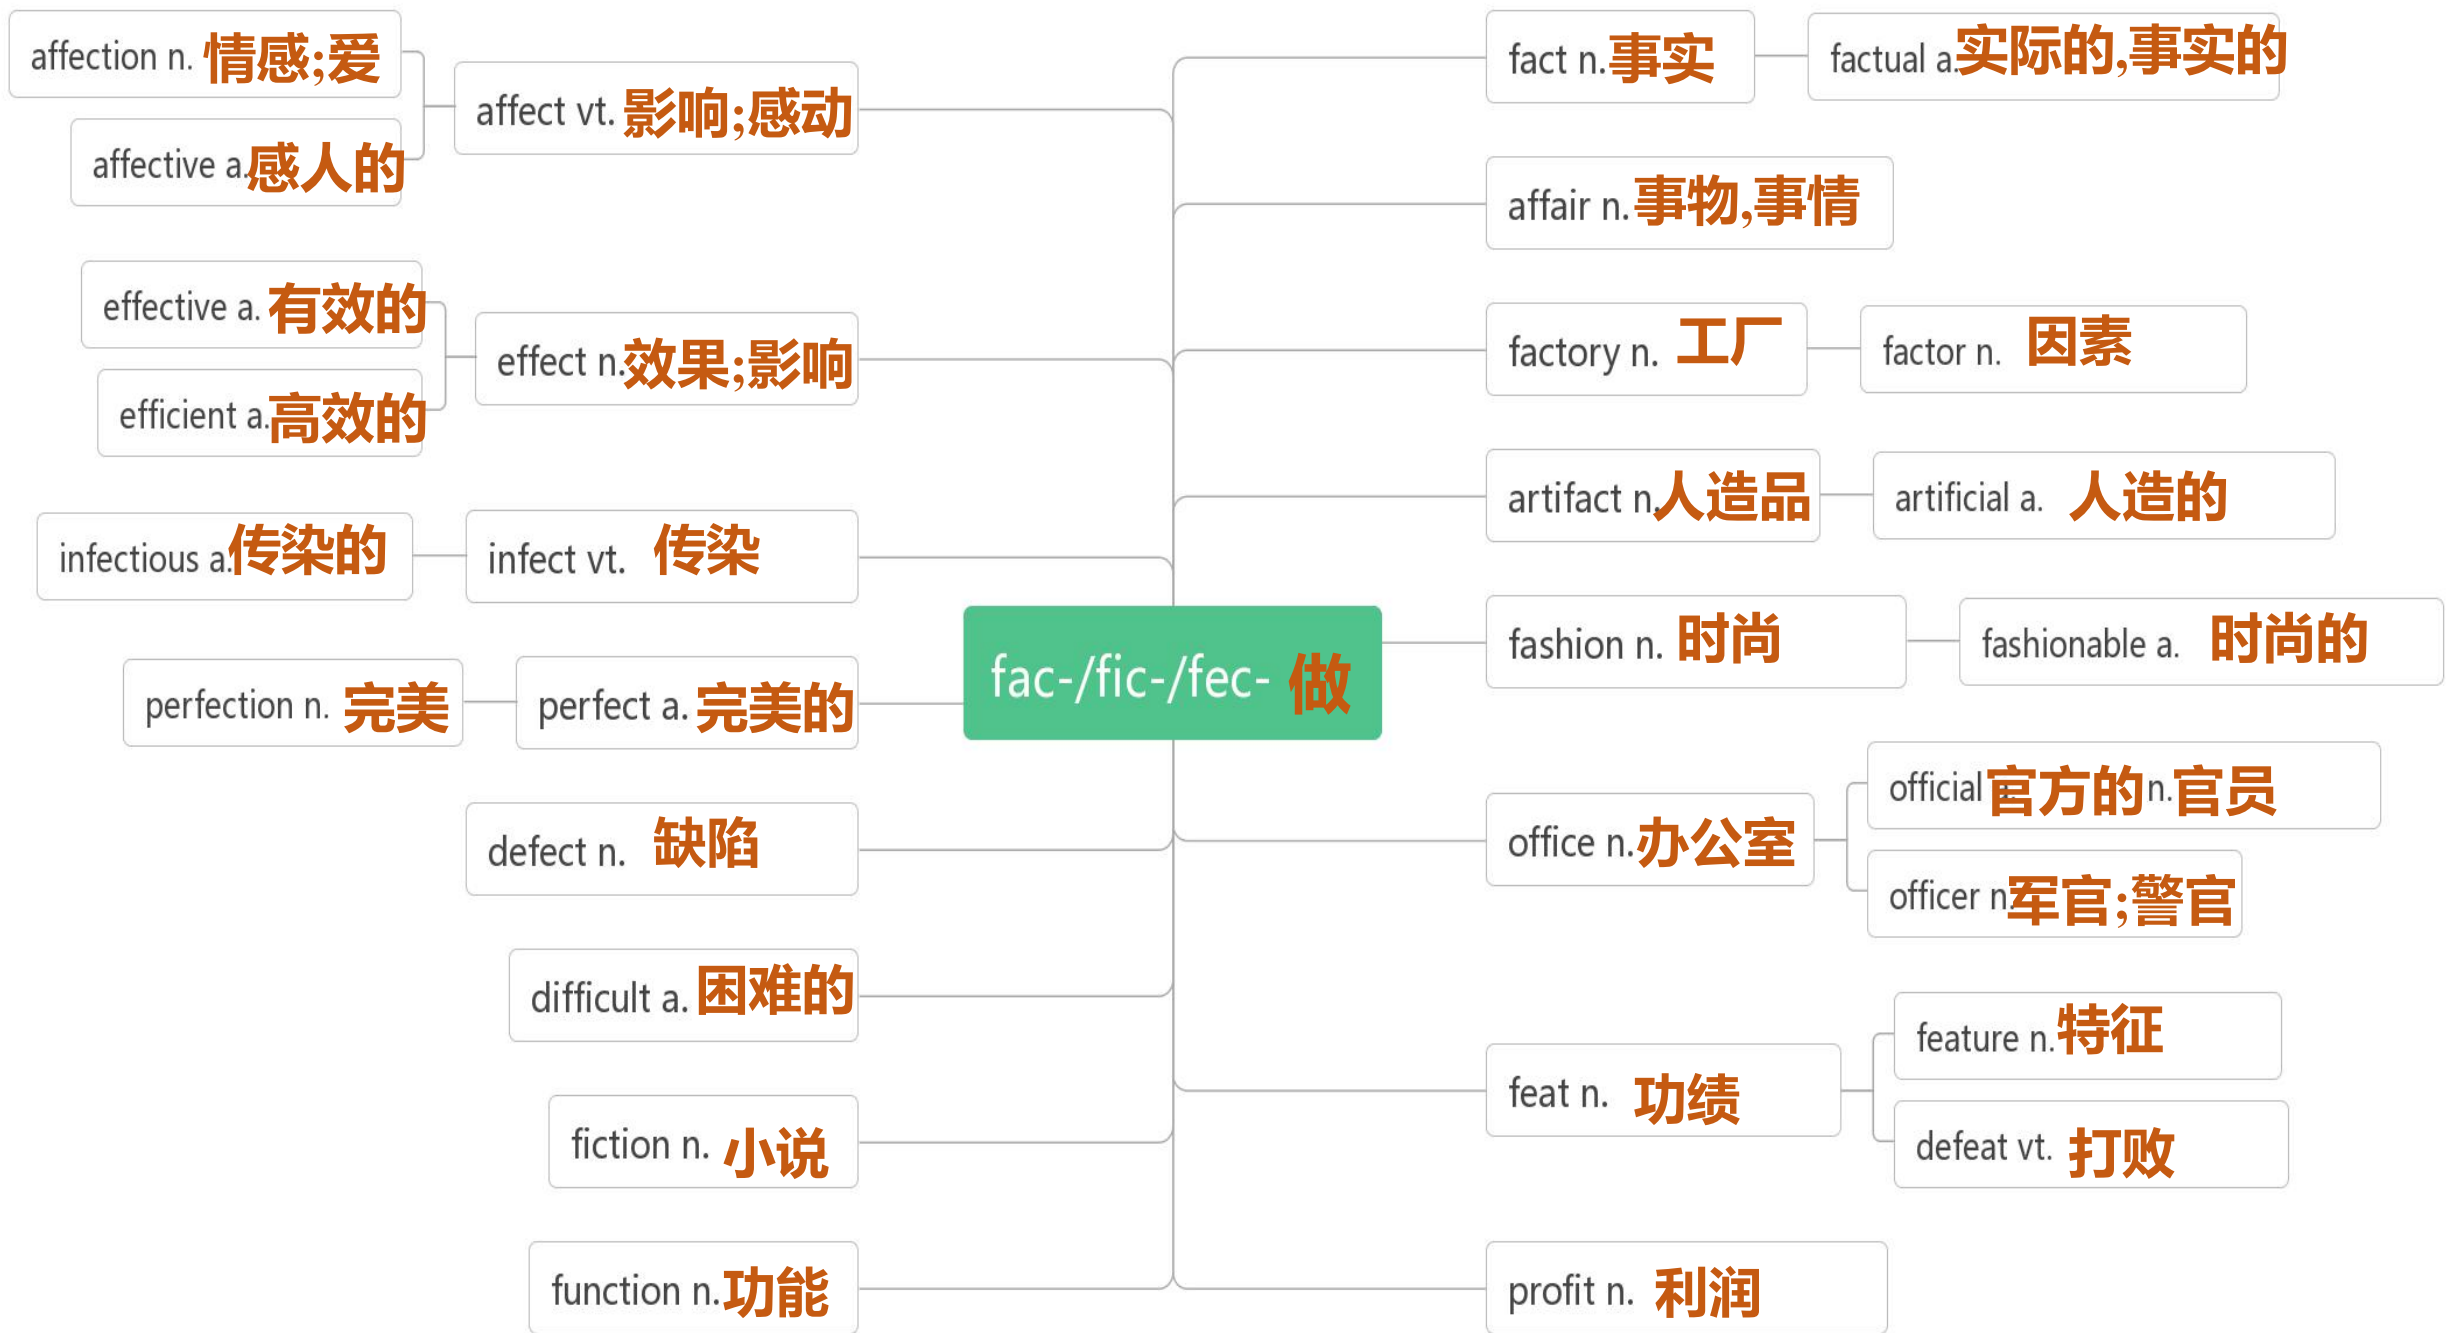 affection n. 情感;爱
affect vt. 影响;感动
affective a.感人的
effective a. 有效的
effect n.效果;影响
efficient a.高效的
infectious a.传染的
infect vt. 传染
perfection n. 完美
perfect a. 完美的
defect n. 缺陷
difficult a. 困难的
fiction n. 小说
function n.功能
fac-/fic-/fec- 做
fact n.事实
factual a.实际的,事实的
affair n.事物,事情
factory n. 工厂
factor n. 因素
artifact n.人造品
artificial a. 人造的
fashion n. 时尚
fashionable a. 时尚的
office n.办公室
official 官方的 n.官员
officer n.军官;警官
feat n. 功绩
feature n.特征
defeat vt. 打败
profit n. 利润